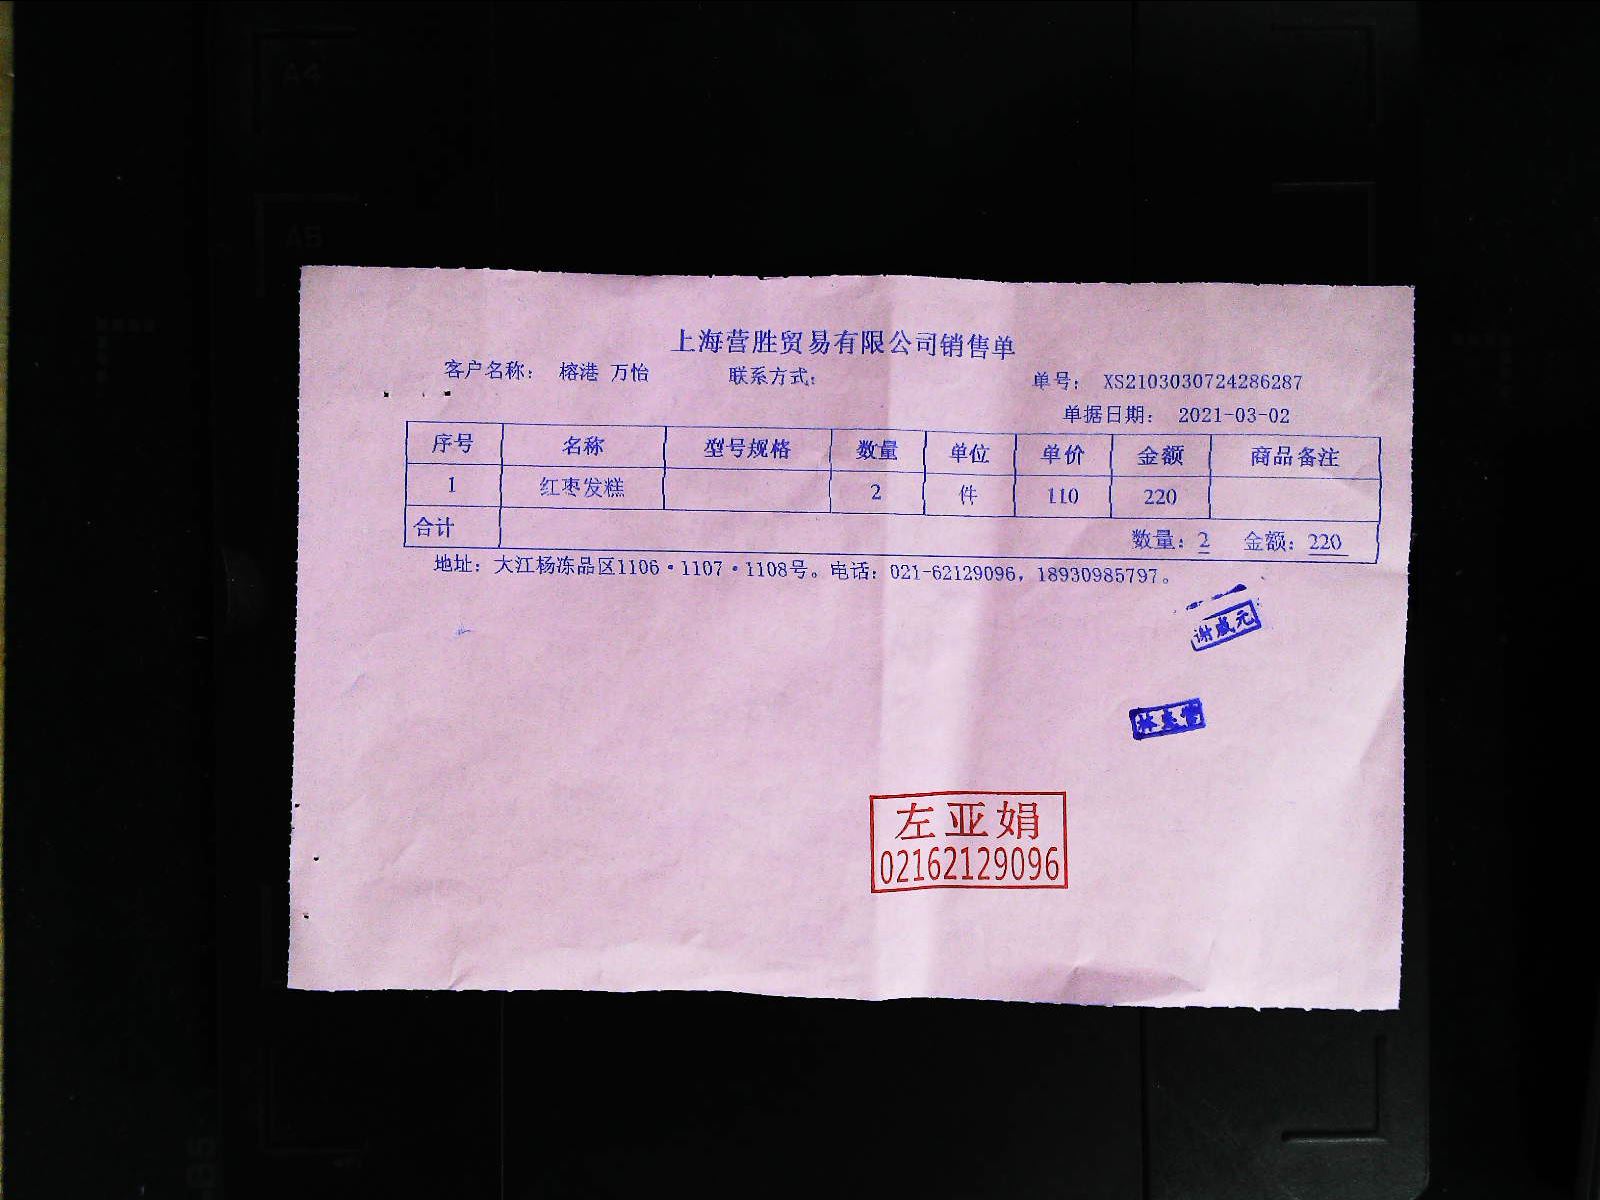 A4
A5
上海营胜贸易有限公司销售单
客户名称： 榕港 万怡 联系方式： 单号： XS2103030724286287
单据日期： 2021-03-02
序号 名称 型号规格 数量 单位 单价 金额 商品备注
1 红枣发糕 2 件 110 220
合计 数量：2 金额：220
地址：大江杨冻品区1106·1107·1108号。电话：021-62129096，18930985797。
谢咸元
左亚娟
02162129096